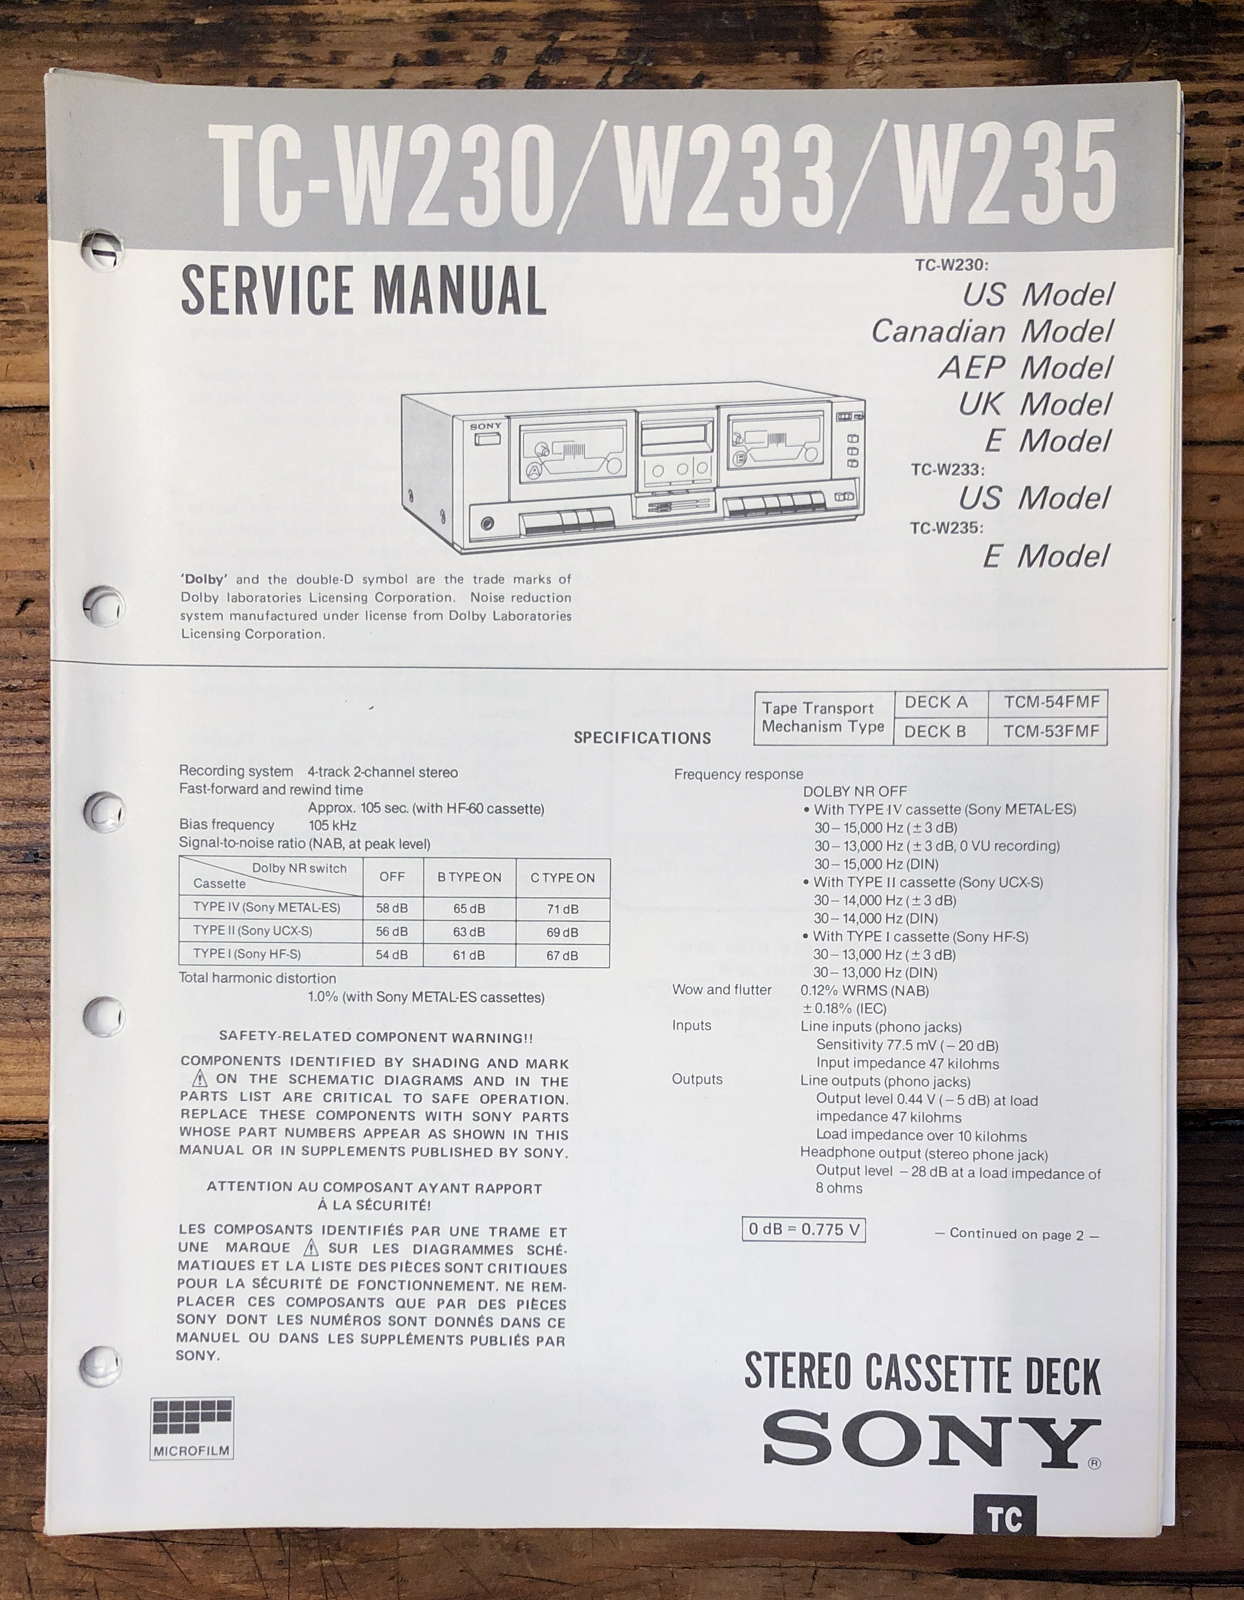 TC-W230/W233/W235
SERVICE MANUAL
TC-W230:
US Model
Canadian Model
AEP Model
UK Model
E Model
TC-W233:
US Model
TC-W235:
E Model
SONY
A
B
'Dolby' and the double-D symbol are the trade marks of
Dolby laboratories Licensing Corporation. Noise reduction
system manufactured under license from Dolby Laboratories
Licensing Corporation.
Tape Transport Mechanism Type
DECK A TCM-54FMF
DECK B TCM-53FMF
SPECIFICATIONS
Recording system 4-track 2-channel stereo
Fast-forward and rewind time
Approx. 105 sec. (with HF-60 cassette)
Bias frequency 105 kHz
Signal-to-noise ratio (NAB, at peak level)
Dolby NR switch
Cassette OFF B TYPE ON C TYPE ON
TYPE IV (Sony METAL-ES) 58 dB 65 dB 71 dB
TYPE II (Sony UCX-S) 56 dB 63 dB 69 dB
TYPE I (Sony HF-S) 54 dB 61 dB 67 dB
Total harmonic distortion
1.0% (with Sony METAL-ES cassettes)
SAFETY-RELATED COMPONENT WARNING!!
COMPONENTS IDENTIFIED BY SHADING AND MARK
⚠ ON THE SCHEMATIC DIAGRAMS AND IN THE
PARTS LIST ARE CRITICAL TO SAFE OPERATION.
REPLACE THESE COMPONENTS WITH SONY PARTS
WHOSE PART NUMBERS APPEAR AS SHOWN IN THIS
MANUAL OR IN SUPPLEMENTS PUBLISHED BY SONY.
ATTENTION AU COMPOSANT AYANT RAPPORT
À LA SÉCURITÉ!
LES COMPOSANTS IDENTIFIÉS PAR UNE TRAME ET
UNE MARQUE ⚠ SUR LES DIAGRAMMES SCHÉ-
MATIQUES ET LA LISTE DES PIÈCES SONT CRITIQUES
POUR LA SÉCURITÉ DE FONCTIONNEMENT. NE REM-
PLACER CES COMPOSANTS QUE PAR DES PIÈCES
SONY DONT LES NUMÉROS SONT DONNÉS DANS CE
MANUEL OU DANS LES SUPPLÉMENTS PUBLIÉS PAR
SONY.
Frequency response
DOLBY NR OFF
• With TYPE IV cassette (Sony METAL-ES)
30 – 15,000 Hz (± 3 dB)
30 – 13,000 Hz (± 3 dB, 0 VU recording)
30 – 15,000 Hz (DIN)
• With TYPE II cassette (Sony UCX-S)
30 – 14,000 Hz (± 3 dB)
30 – 14,000 Hz (DIN)
• With TYPE I cassette (Sony HF-S)
30 – 13,000 Hz (± 3 dB)
30 – 13,000 Hz (DIN)
Wow and flutter 0.12% WRMS (NAB)
± 0.18% (IEC)
Inputs Line inputs (phono jacks)
Sensitivity 77.5 mV (– 20 dB)
Input impedance 47 kilohms
Outputs Line outputs (phono jacks)
Output level 0.44 V (– 5 dB) at load
impedance 47 kilohms
Load impedance over 10 kilohms
Headphone output (stereo phone jack)
Output level – 28 dB at a load impedance of
8 ohms
0 dB = 0.775 V
— Continued on page 2 —
MICROFILM
STEREO CASSETTE DECK
SONY®
TC